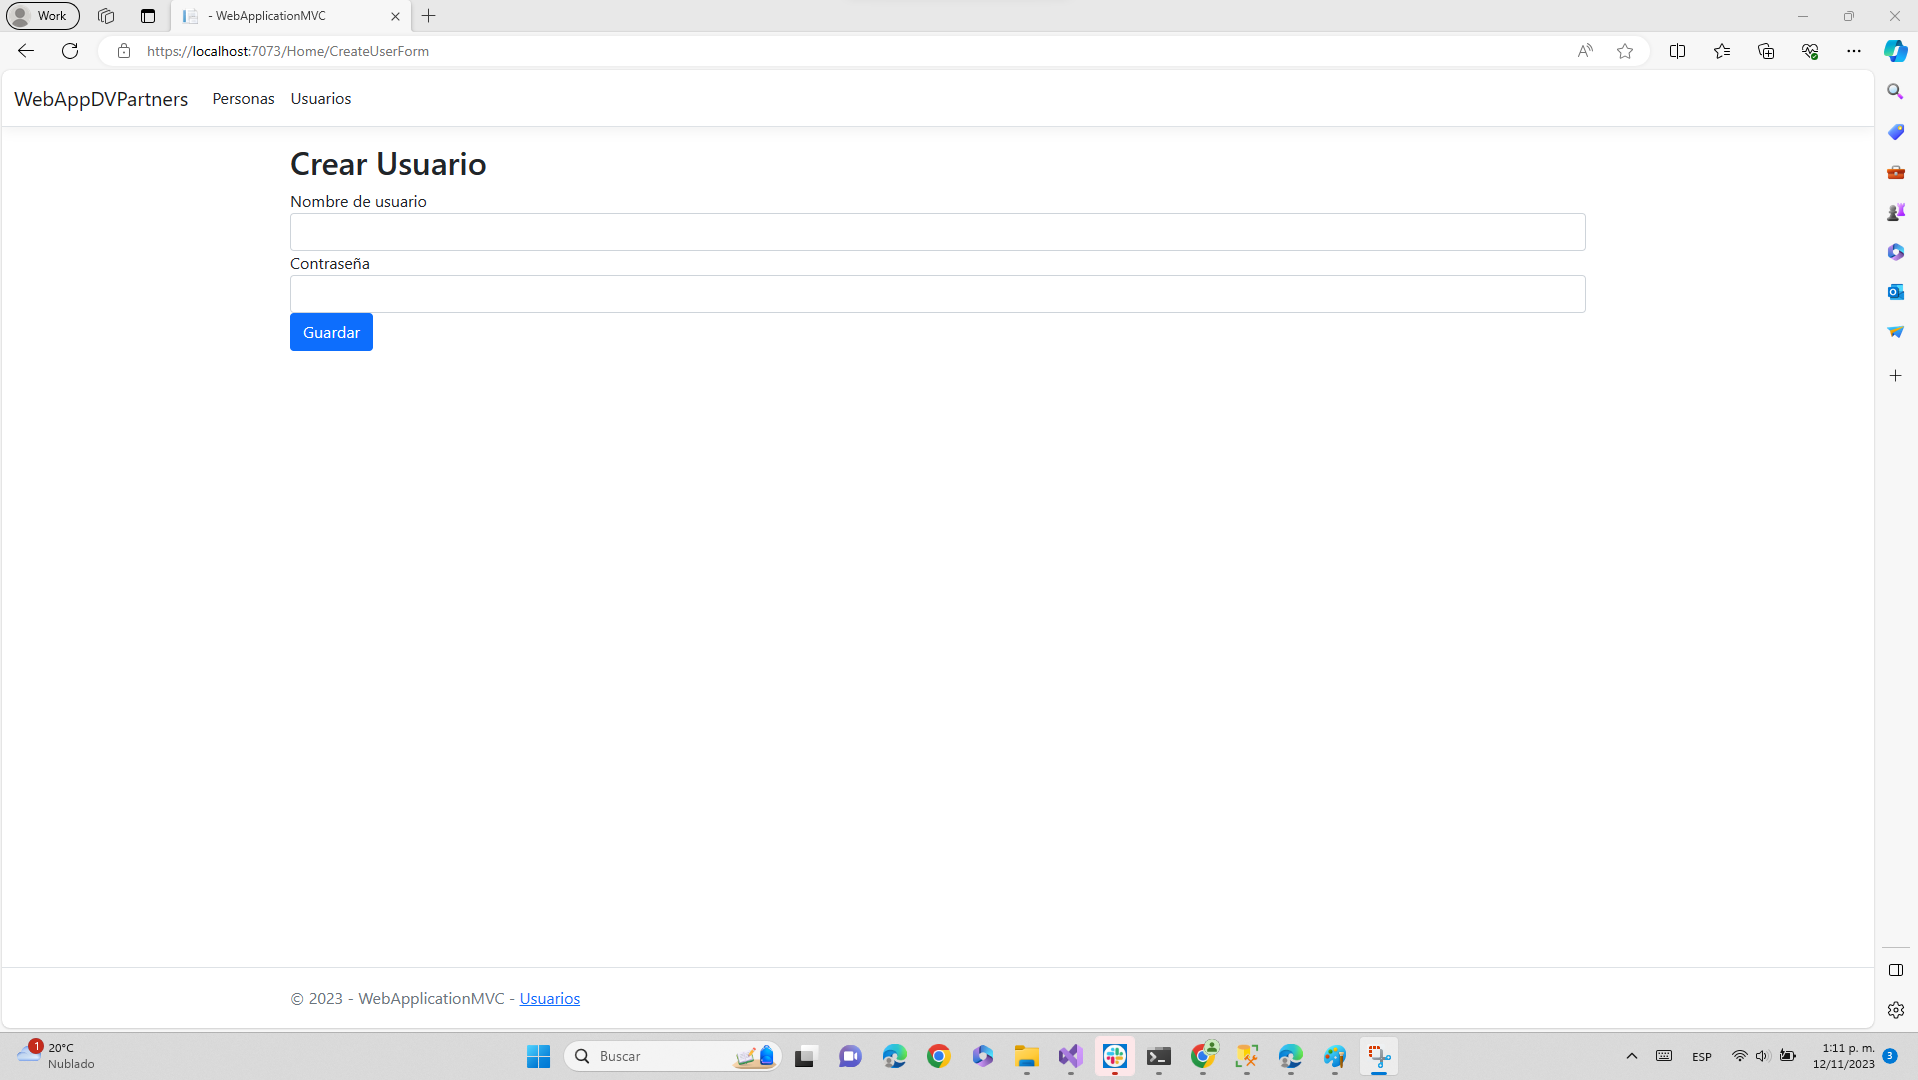 Work
- WebApplicationMVC
https://localhost:7073/Home/CreateUserForm
WebAppDVPartners Personas Usuarios
Crear Usuario
Nombre de usuario
Contraseña
Guardar
© 2023 - WebApplicationMVC - Usuarios
1
20°C
Nublado
Buscar
ESP
1:11 p. m.
12/11/2023
3